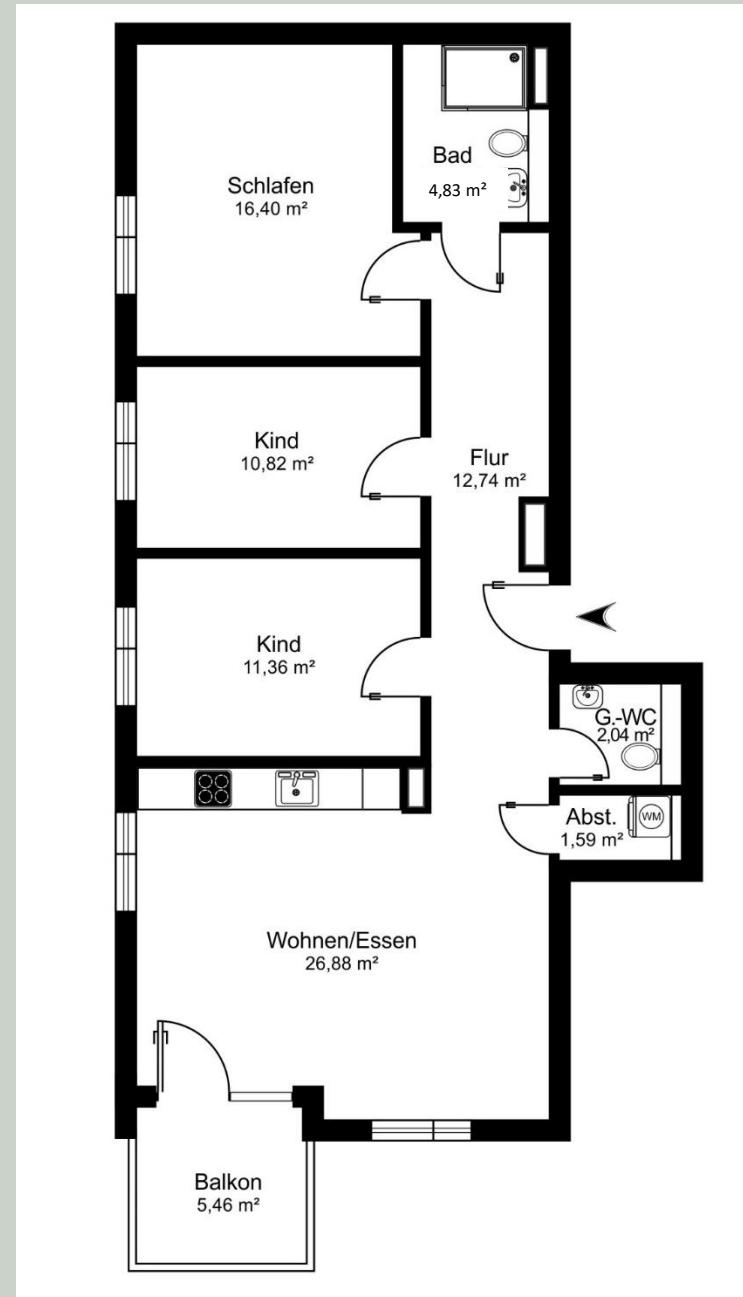 Bad
4,83 m²
Schlafen
16,40 m²
Kind
10,82 m²
Flur
12,74 m²
Kind
11,36 m²
G.-WC
2,04 m²
Abst.
1,59 m²
WM
Wohnen/Essen
26,88 m²
Balkon
5,46 m²